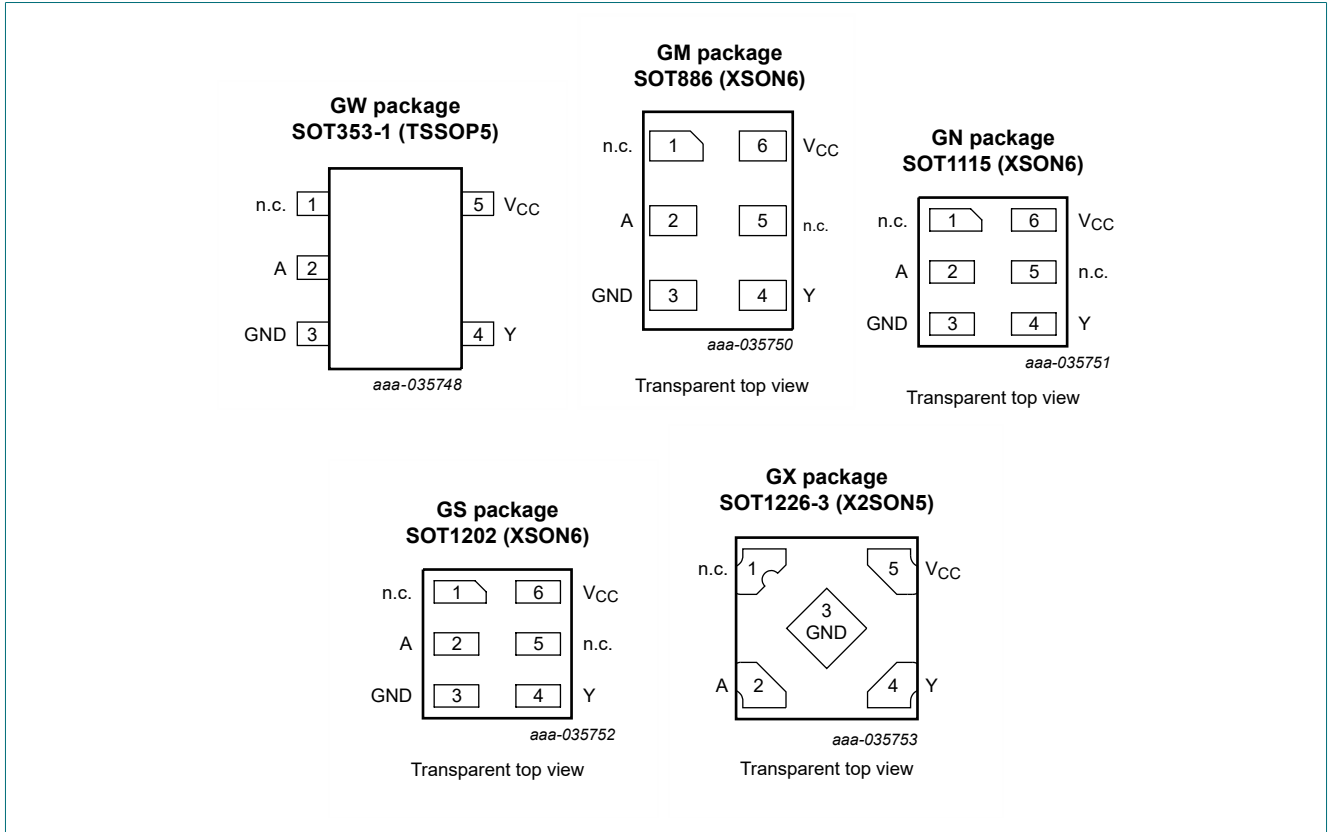 GW package
SOT353-1 (TSSOP5)
n.c. 1
5 VCC
A 2
GND 3
4 Y
aaa-035748
GM package
SOT886 (XSON6)
n.c. 1 6 VCC
A 2 5 n.c.
GND 3 4 Y
aaa-035750
Transparent top view
GN package
SOT1115 (XSON6)
n.c. 1 6 VCC
A 2 5 n.c.
GND 3 4 Y
aaa-035751
Transparent top view
GS package
SOT1202 (XSON6)
n.c. 1 6 VCC
A 2 5 n.c.
GND 3 4 Y
aaa-035752
Transparent top view
GX package
SOT1226-3 (X2SON5)
n.c. 1 5 VCC
3
GND
A 2 4 Y
aaa-035753
Transparent top view